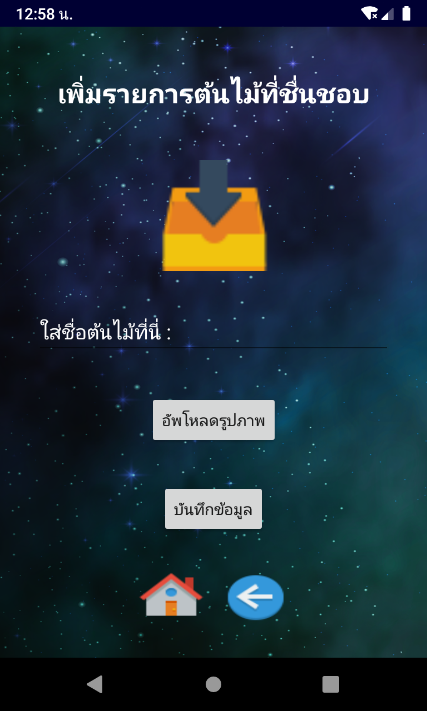 12:58 น.
เพิ่มรายการต้นไม้ที่ชื่นชอบ
ใส่ชื่อต้นไม้ที่นี่ :
อัพโหลดรูปภาพ
บันทึกข้อมูล